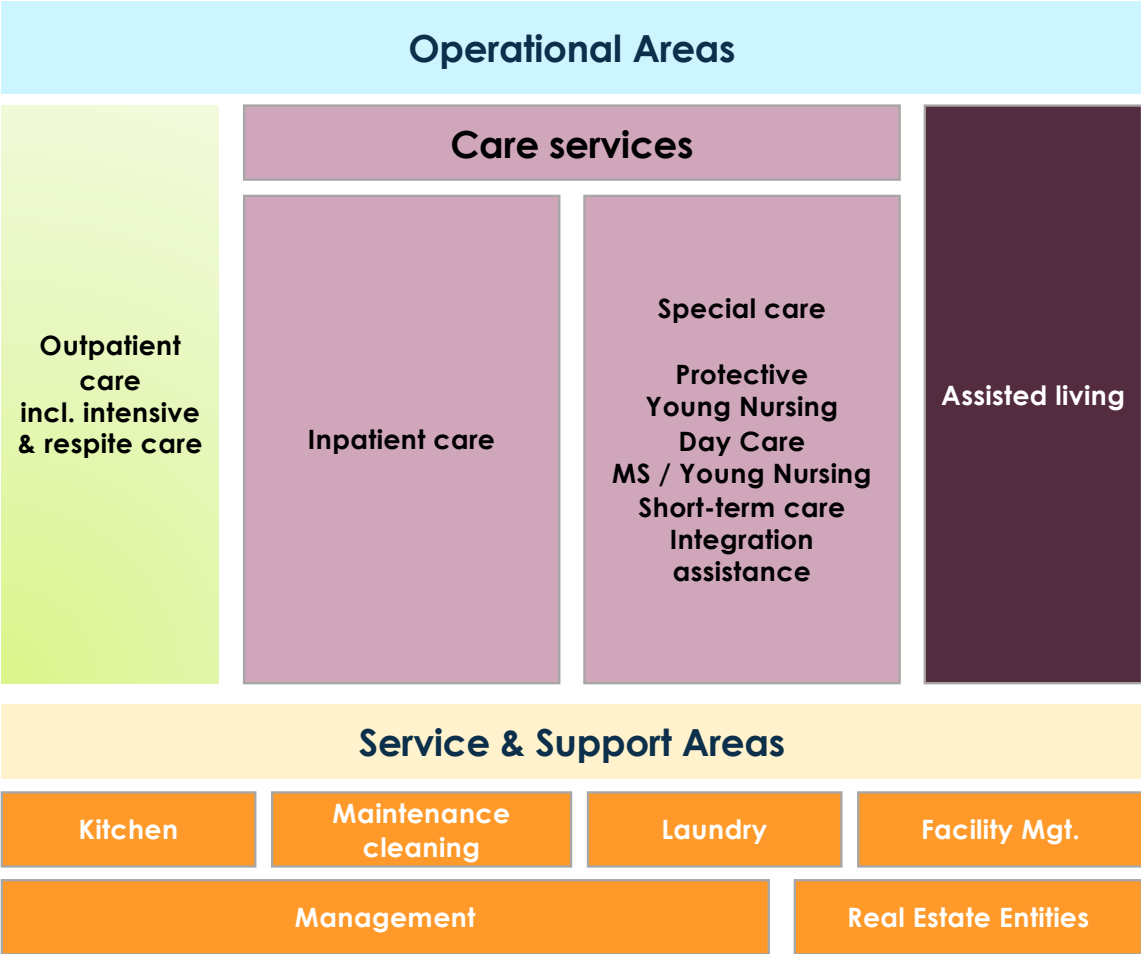 Operational Areas
Care services
Outpatient
care
incl. intensive
& respite care
Inpatient care
Special care
Protective
Young Nursing
Day Care
MS / Young Nursing
Short-term care
Integration
assistance
Assisted living
Service & Support Areas
Kitchen
Maintenance
cleaning
Laundry
Facility Mgt.
Management
Real Estate Entities